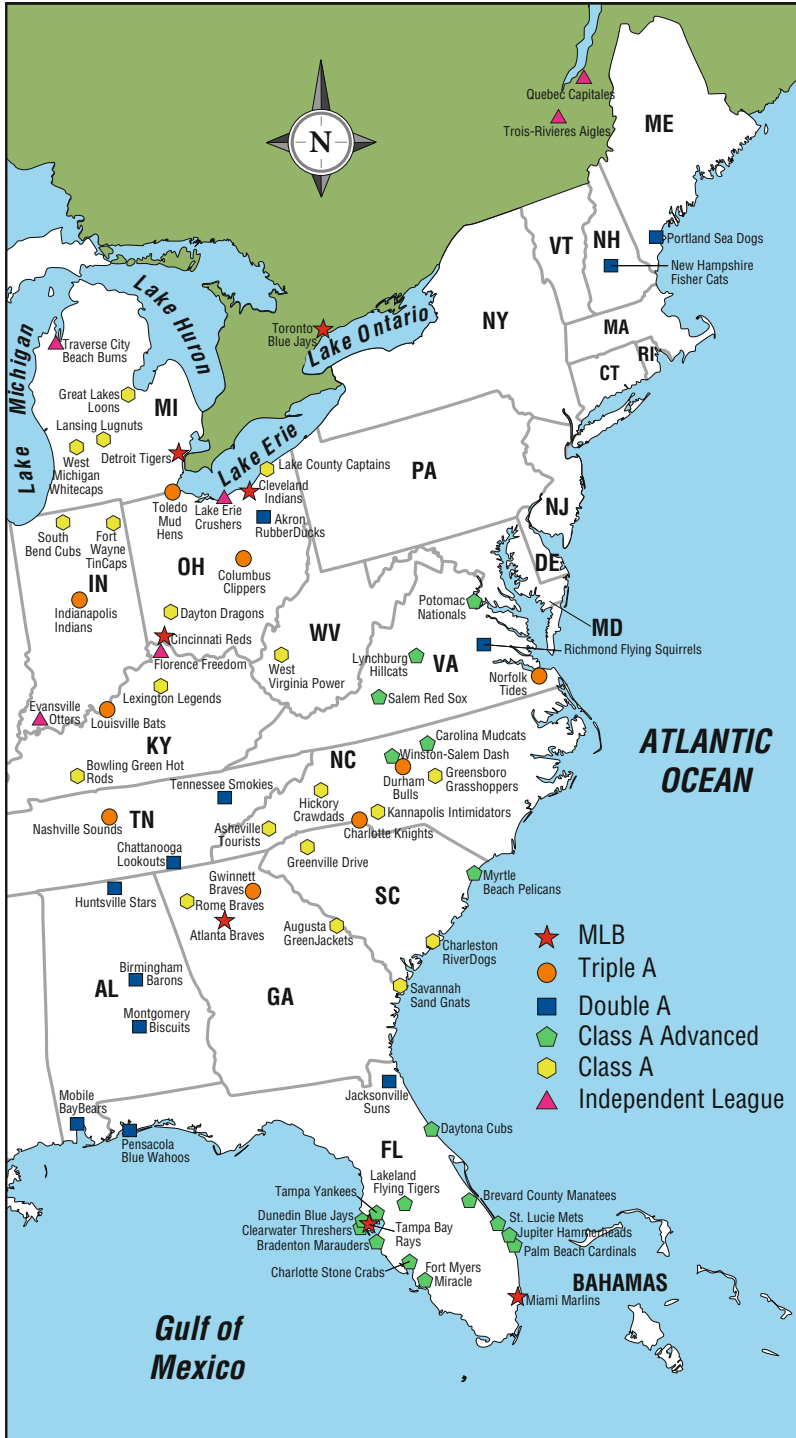 Quebec Capitales
Trois-Rivieres Aigles
ME
N
VT
NH
Portland Sea Dogs
New Hampshire
Fisher Cats
Lake Huron
Lake Michigan
Toronto
Blue Jays
Lake Ontario
NY
MA
RI
CT
Traverse City
Beach Bums
Great Lakes
Loons
MI
Lansing Lugnuts
West
Michigan
Whitecaps
Detroit Tigers
Lake Erie
Lake County Captains
PA
Cleveland
Indians
Toledo
Mud
Hens
Lake Erie
Crushers
Akron
RubberDucks
NJ
South
Bend Cubs
Fort
Wayne
TinCaps
OH
Columbus
Clippers
DE
IN
Indianapolis
Indians
Dayton Dragons
Potomac
Nationals
MD
Cincinnati Reds
WV
VA
Richmond Flying Squirrels
Florence Freedom
West
Virginia Power
Lynchburg
Hillcats
Norfolk
Tides
Lexington Legends
Salem Red Sox
Evansville
Otters
Louisville Bats
KY
Carolina Mudcats
ATLANTIC
OCEAN
NC
Winston-Salem Dash
Bowling Green Hot
Rods
Tennessee Smokies
Durham
Bulls
Greensboro
Grasshoppers
Hickory
Crawdads
Kannapolis Intimidators
Nashville Sounds
TN
Asheville
Tourists
Charlotte Knights
Chattanooga
Lookouts
Greenville Drive
Huntsville Stars
Gwinnett
Braves
Rome Braves
SC
Myrtle
Beach Pelicans
Atlanta Braves
Augusta
GreenJackets
Charleston
RiverDogs
Birmingham
Barons
AL
GA
Savannah
Sand Gnats
Montgomery
Biscuits
MLB
Triple A
Double A
Class A Advanced
Class A
Independent League
Jacksonville
Suns
Mobile
BayBears
Pensacola
Blue Wahoos
Daytona Cubs
FL
Lakeland
Flying Tigers
Tampa Yankees
Brevard County Manatees
Dunedin Blue Jays
St. Lucie Mets
Clearwater Threshers
Tampa Bay
Rays
Jupiter Hammerheads
Bradenton Marauders
Palm Beach Cardinals
Charlotte Stone Crabs
Fort Myers
Miracle
BAHAMAS
Miami Marlins
Gulf of
Mexico